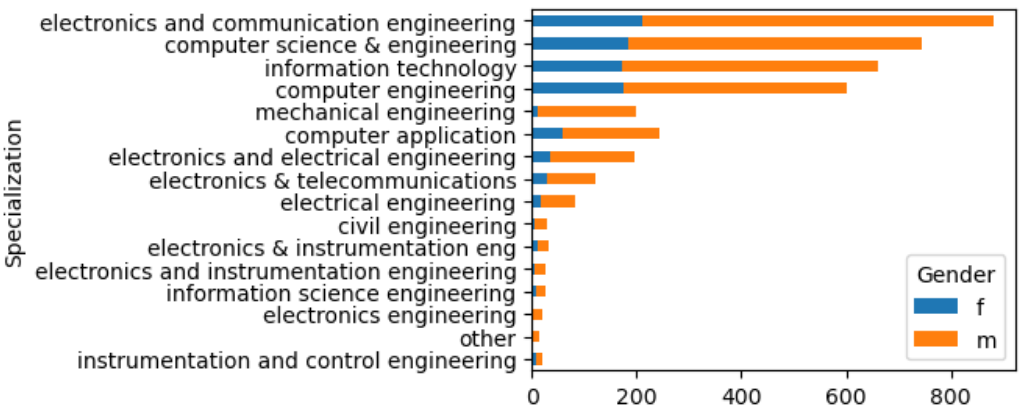 Specialization
electronics and communication engineering
computer science & engineering
information technology
computer engineering
mechanical engineering
computer application
electronics and electrical engineering
electronics & telecommunications
electrical engineering
civil engineering
electronics & instrumentation eng
electronics and instrumentation engineering
information science engineering
electronics engineering
other
instrumentation and control engineering
Gender
f
m
0 200 400 600 800